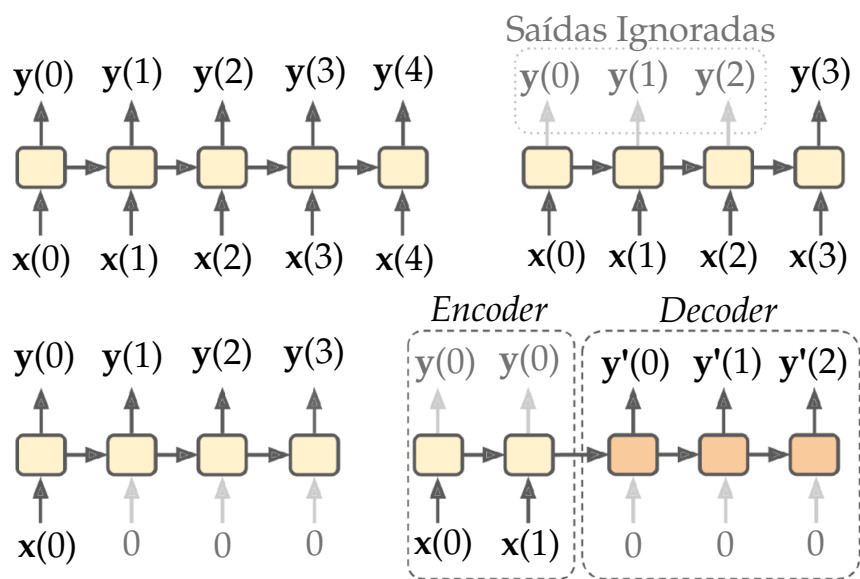 Saídas Ignoradas
y(0) y(1) y(2) y(3) y(4)
x(0) x(1) x(2) x(3) x(4)
y(0) y(1) y(2) y(3)
x(0) x(1) x(2) x(3)
y(0) y(1) y(2) y(3)
x(0) 0 0 0
Encoder Decoder
y(0) y(0) y'(0) y'(1) y'(2)
x(0) x(1) 0 0 0